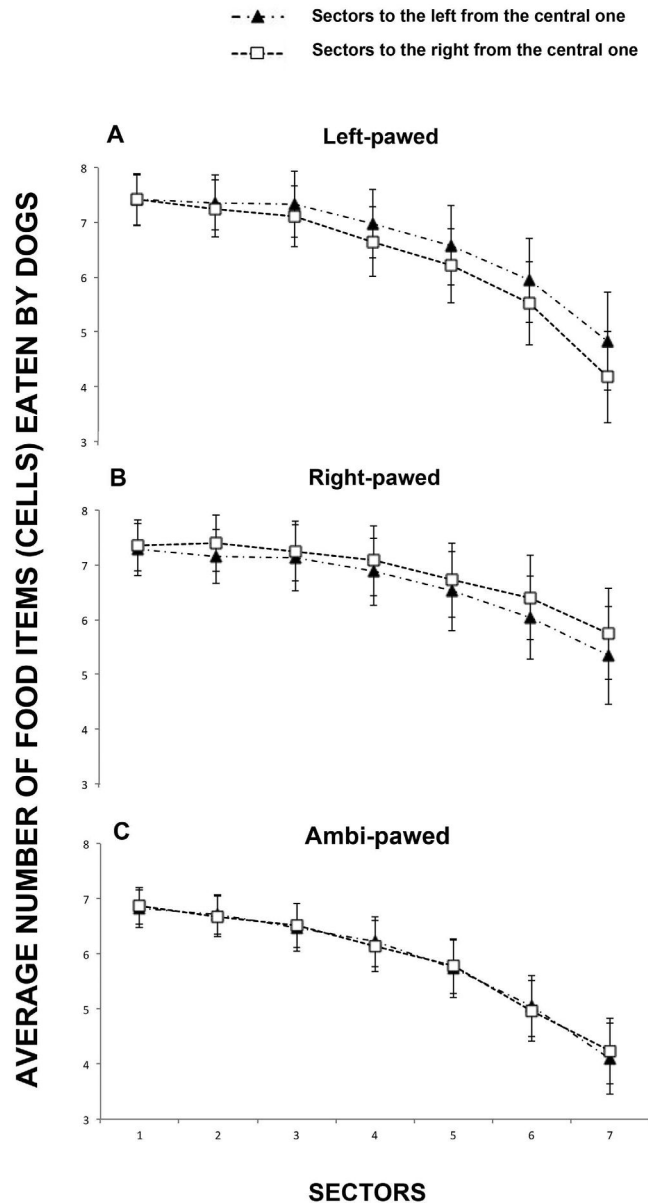 Sectors to the left from the central one
Sectors to the right from the central one
AVERAGE NUMBER OF FOOD ITEMS (CELLS) EATEN BY DOGS
A
Left-pawed
8
7
6
5
4
3
B
Right-pawed
8
7
6
5
4
3
C
Ambi-pawed
8
7
6
5
4
3
1 2 3 4 5 6 7
SECTORS